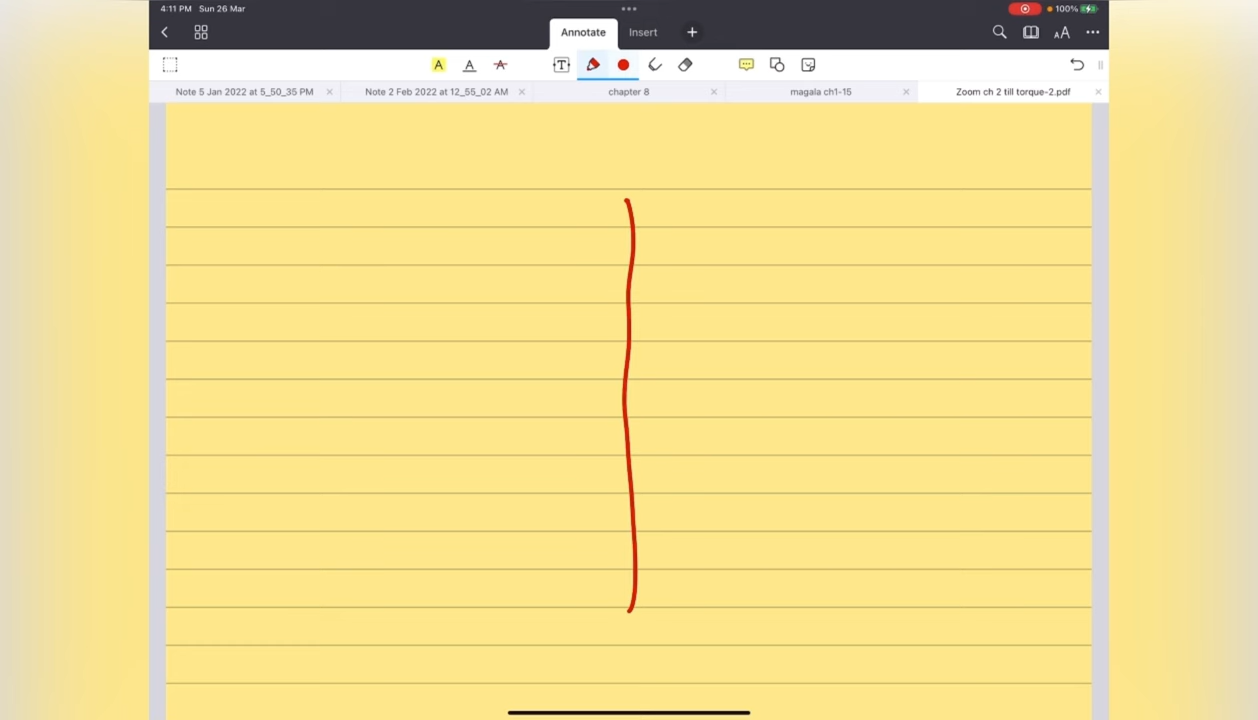 4:11 PM Sun 26 Mar
100%
Annotate Insert
AA
A A A T
Note 5 Jan 2022 at 5_50_35 PM
Note 2 Feb 2022 at 12_55_02 AM
chapter 8
magala ch1-15
Zoom ch 2 till torque-2.pdf